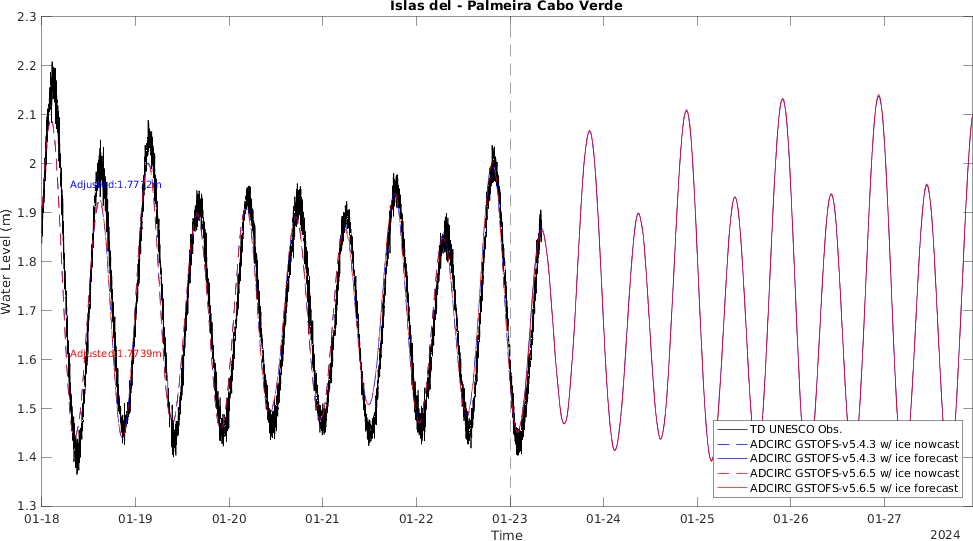 Islas del - Palmeira Cabo Verde
2.3
2.2
2.1
2
1.9
1.8
1.7
1.6
1.5
1.4
1.3
Water Level (m)
Adjusted:1.7712m
Adjusted:1.7739m
TD UNESCO Obs.
ADCIRC GSTOFS-v5.4.3 w/ ice nowcast
ADCIRC GSTOFS-v5.4.3 w/ ice forecast
ADCIRC GSTOFS-v5.6.5 w/ ice nowcast
ADCIRC GSTOFS-v5.6.5 w/ ice forecast
01-18 01-19 01-20 01-21 01-22 01-23 01-24 01-25 01-26 01-27
Time
2024